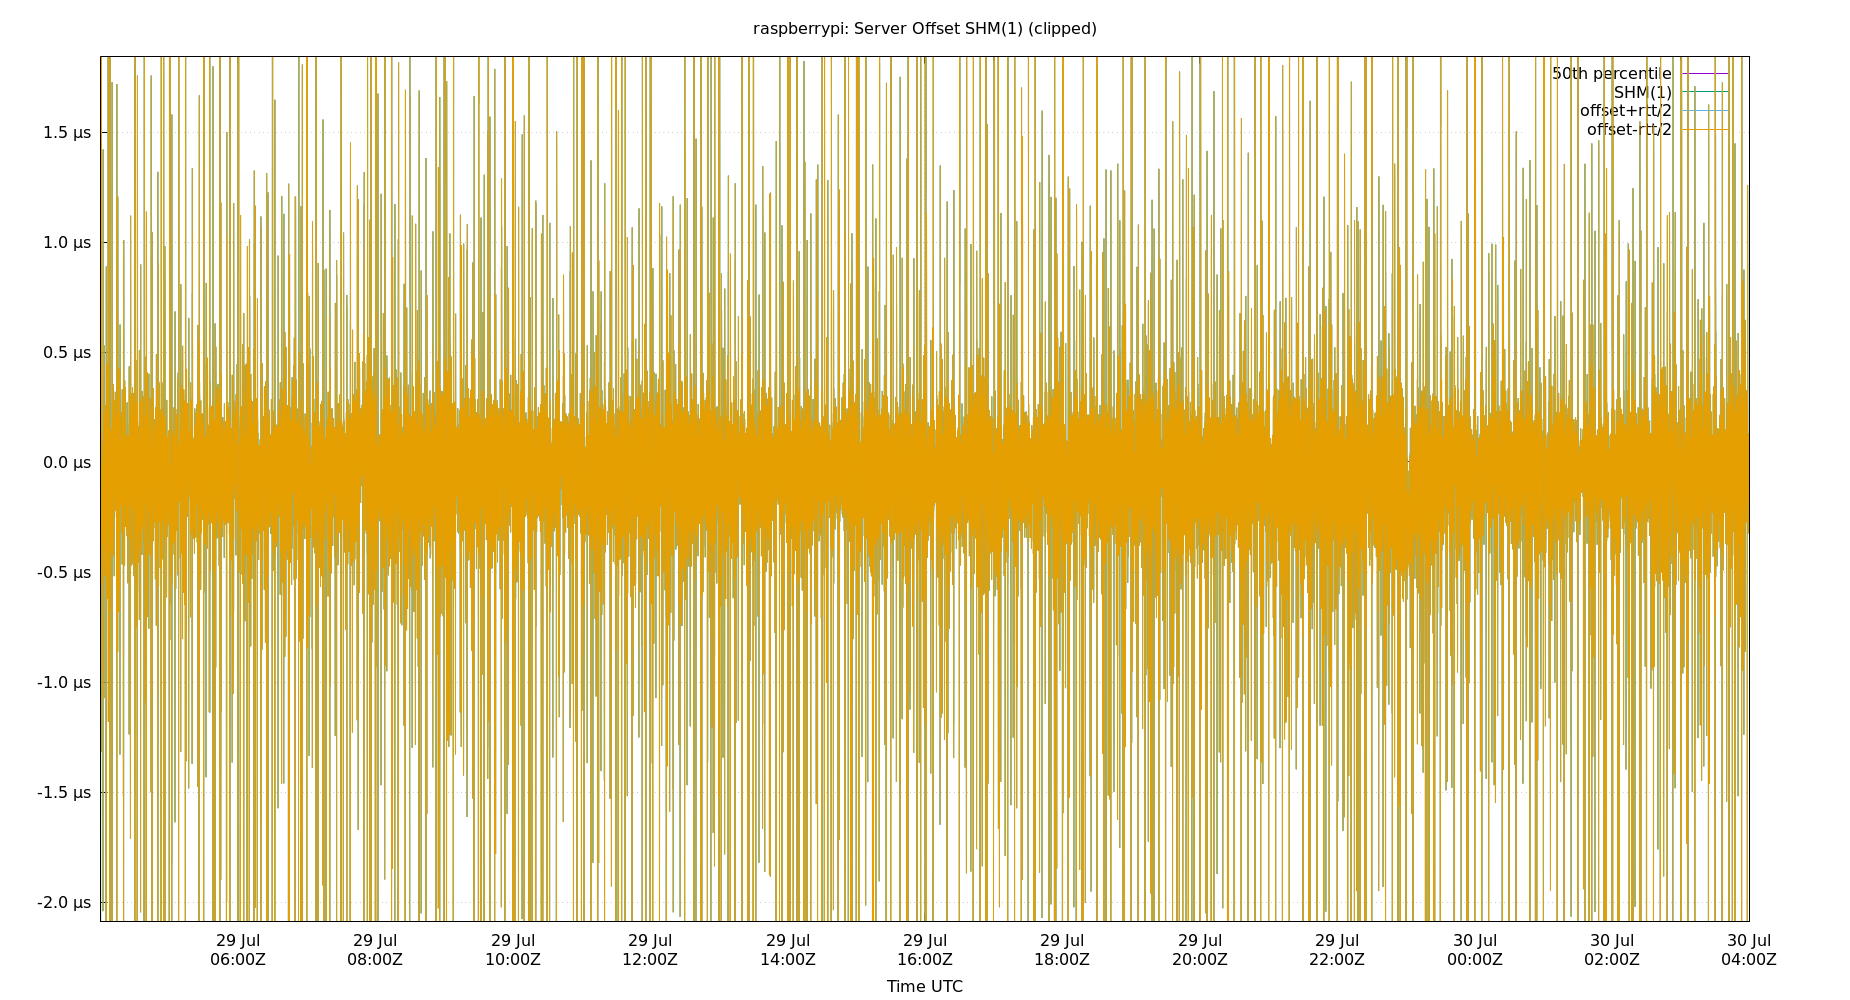 raspberrypi: Server Offset SHM(1) (clipped)
50th percentile
SHM(1)
offset+rtt/2
offset-rtt/2
1.5 µs
1.0 µs
0.5 µs
0.0 µs
-0.5 µs
-1.0 µs
-1.5 µs
-2.0 µs
29 Jul 29 Jul 29 Jul 29 Jul 29 Jul 29 Jul 29 Jul 29 Jul 29 Jul 30 Jul 30 Jul 30 Jul
06:00Z 08:00Z 10:00Z 12:00Z 14:00Z 16:00Z 18:00Z 20:00Z 22:00Z 00:00Z 02:00Z 04:00Z
Time UTC